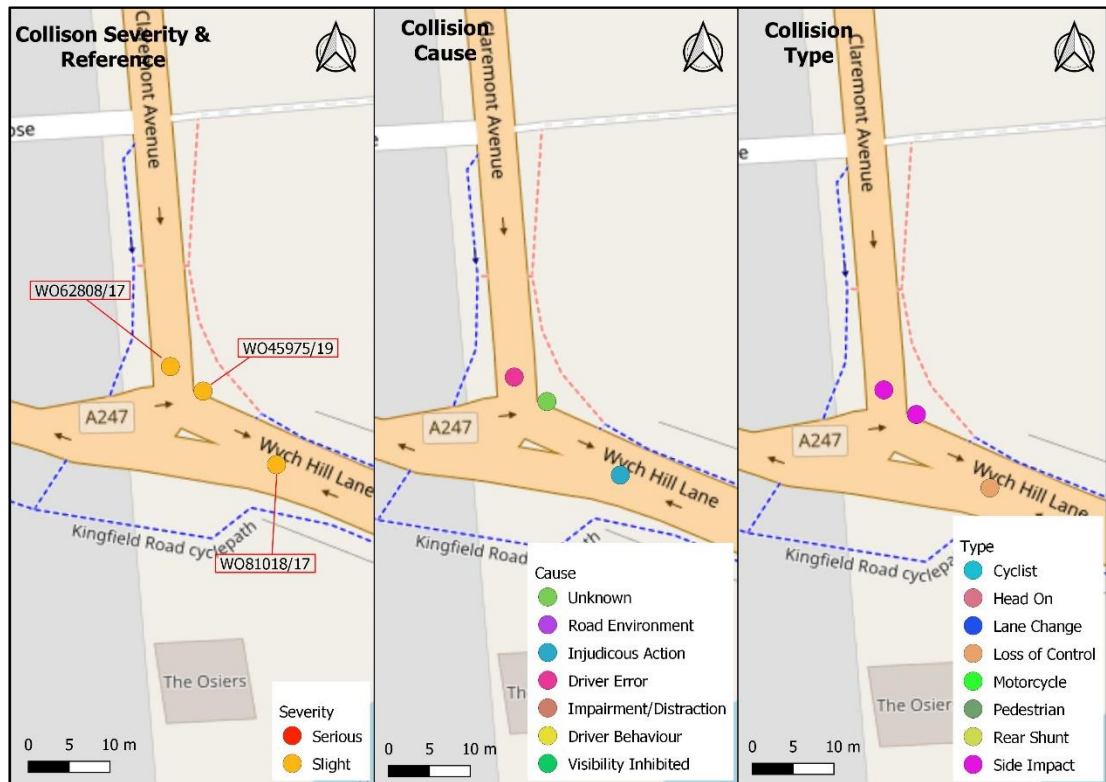 Collison Severity &
Reference
Claremont Avenue
ose
WO62808/17
WO45975/19
A247
Wych Hill Lane
Kingfield Road cyclepath
WO81018/17
The Osiers
Severity
Serious
Slight
0 5 10 m
Collision
Cause
Claremont Avenue
e
A247
Wych Hill Lane
Kingfield Road cyclepath
Th
Cause
Unknown
Road Environment
Injudicous Action
Driver Error
Impairment/Distraction
Driver Behaviour
Visibility Inhibited
0 5 10 m
Collision
Type
Claremont Avenue
e
A247
Wych Hill Lane
Kingfield Road cyclepath
The Osier
Type
Cyclist
Head On
Lane Change
Loss of Control
Motorcycle
Pedestrian
Rear Shunt
Side Impact
0 5 10 m